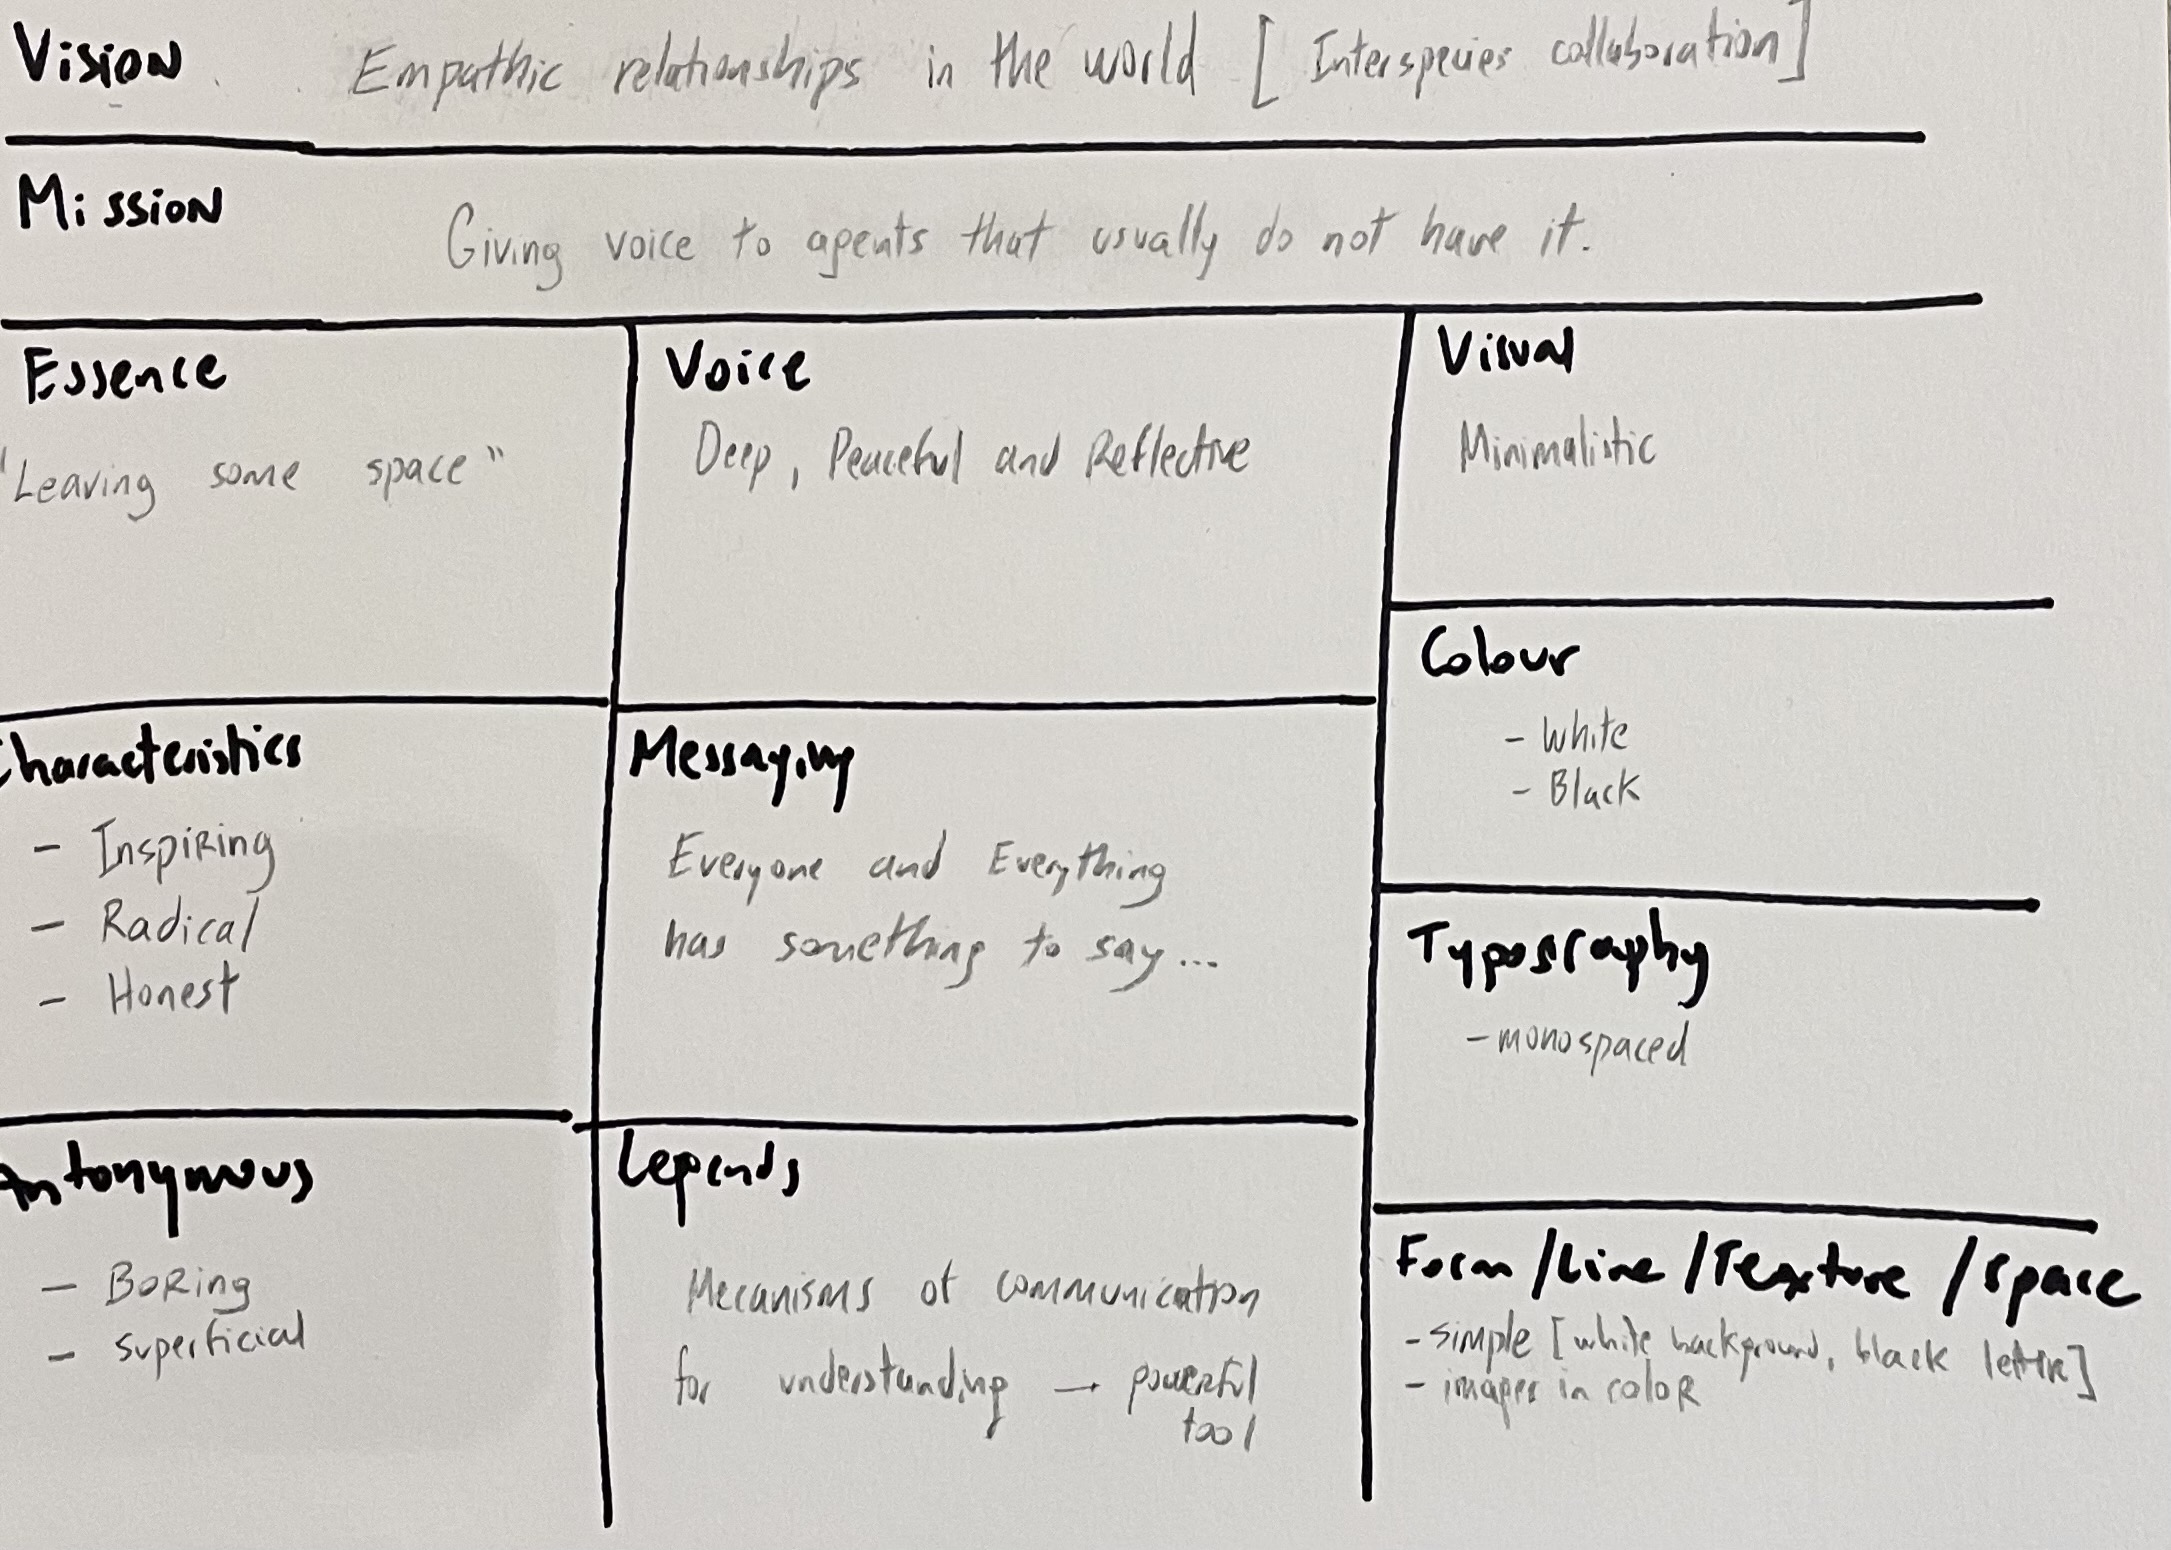 Vision
Empathic relationships in the world [Interspecies collaboration]
Mission
Giving voice to agents that usually do not have it.
Essence
"Leaving some space"
Characteristics
- Inspiring
- Radical
- Honest
Antonymous
- Boring
- superficial
Voice
Deep, Peaceful and Reflective
Messaging
Everyone and Everything
has something to say...
Legends
Mecanisms of communication
for understanding → powerful
tool
Visual
Minimalistic
Colour
- White
- Black
Typography
- monospaced
Form / Line / Texture / Space
- simple [white background, black letter]
- images in color